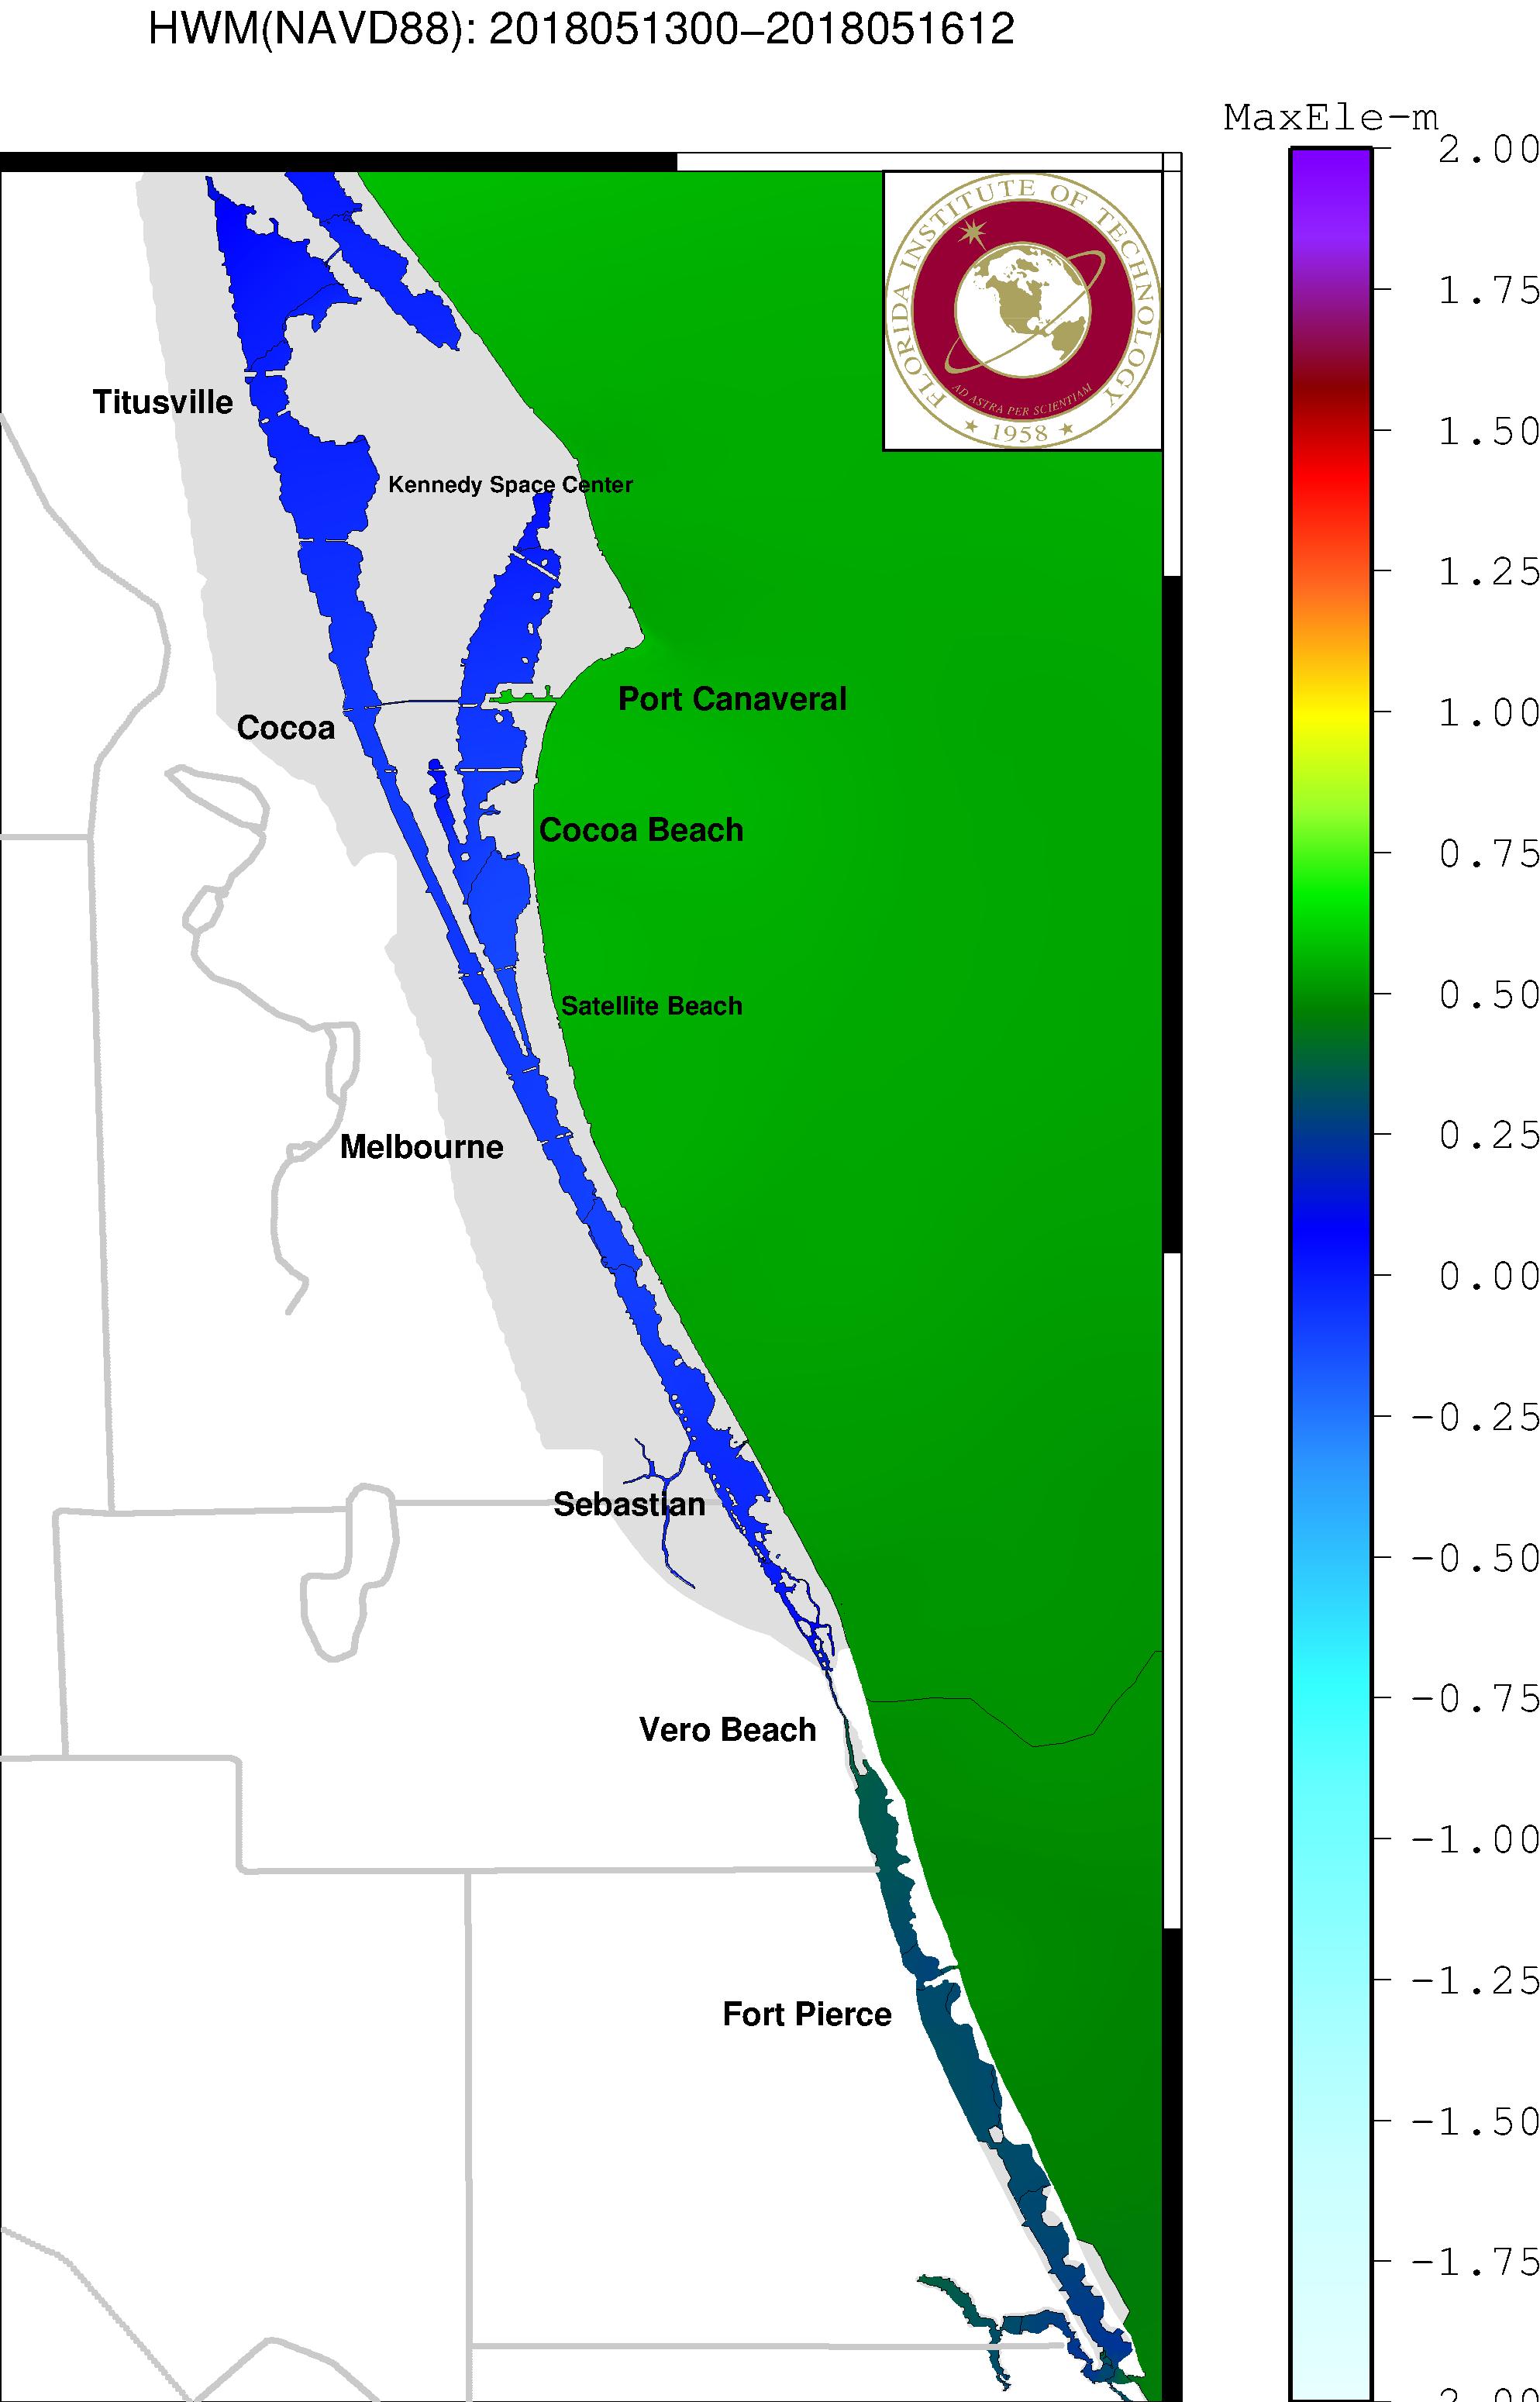 HWM(NAVD88): 2018051300–2018051612
MaxEle-m
2.00
1.75
1.50
1.25
1.00
0.75
0.50
0.25
0.00
-0.25
-0.50
-0.75
-1.00
-1.25
-1.50
-1.75
2.00
FLORIDA INSTITUTE OF TECHNOLOGY
AD ASTRA PER SCIENTIAM
1958
Titusville
Kennedy Space Center
Port Canaveral
Cocoa
Cocoa Beach
Satellite Beach
Melbourne
Sebastian
Vero Beach
Fort Pierce